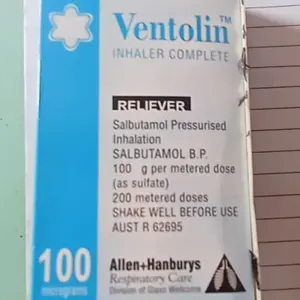 Ventolin™
INHALER COMPLETE
RELIEVER
Salbutamol Pressurised
Inhalation
SALBUTAMOL B.P.
100 g per metered dose
(as sulfate)
200 metered doses
SHAKE WELL BEFORE USE
AUST R 62695
100
micrograms
Allen+Hanburys
Respiratory Care
Division of Glaxo Wellcome